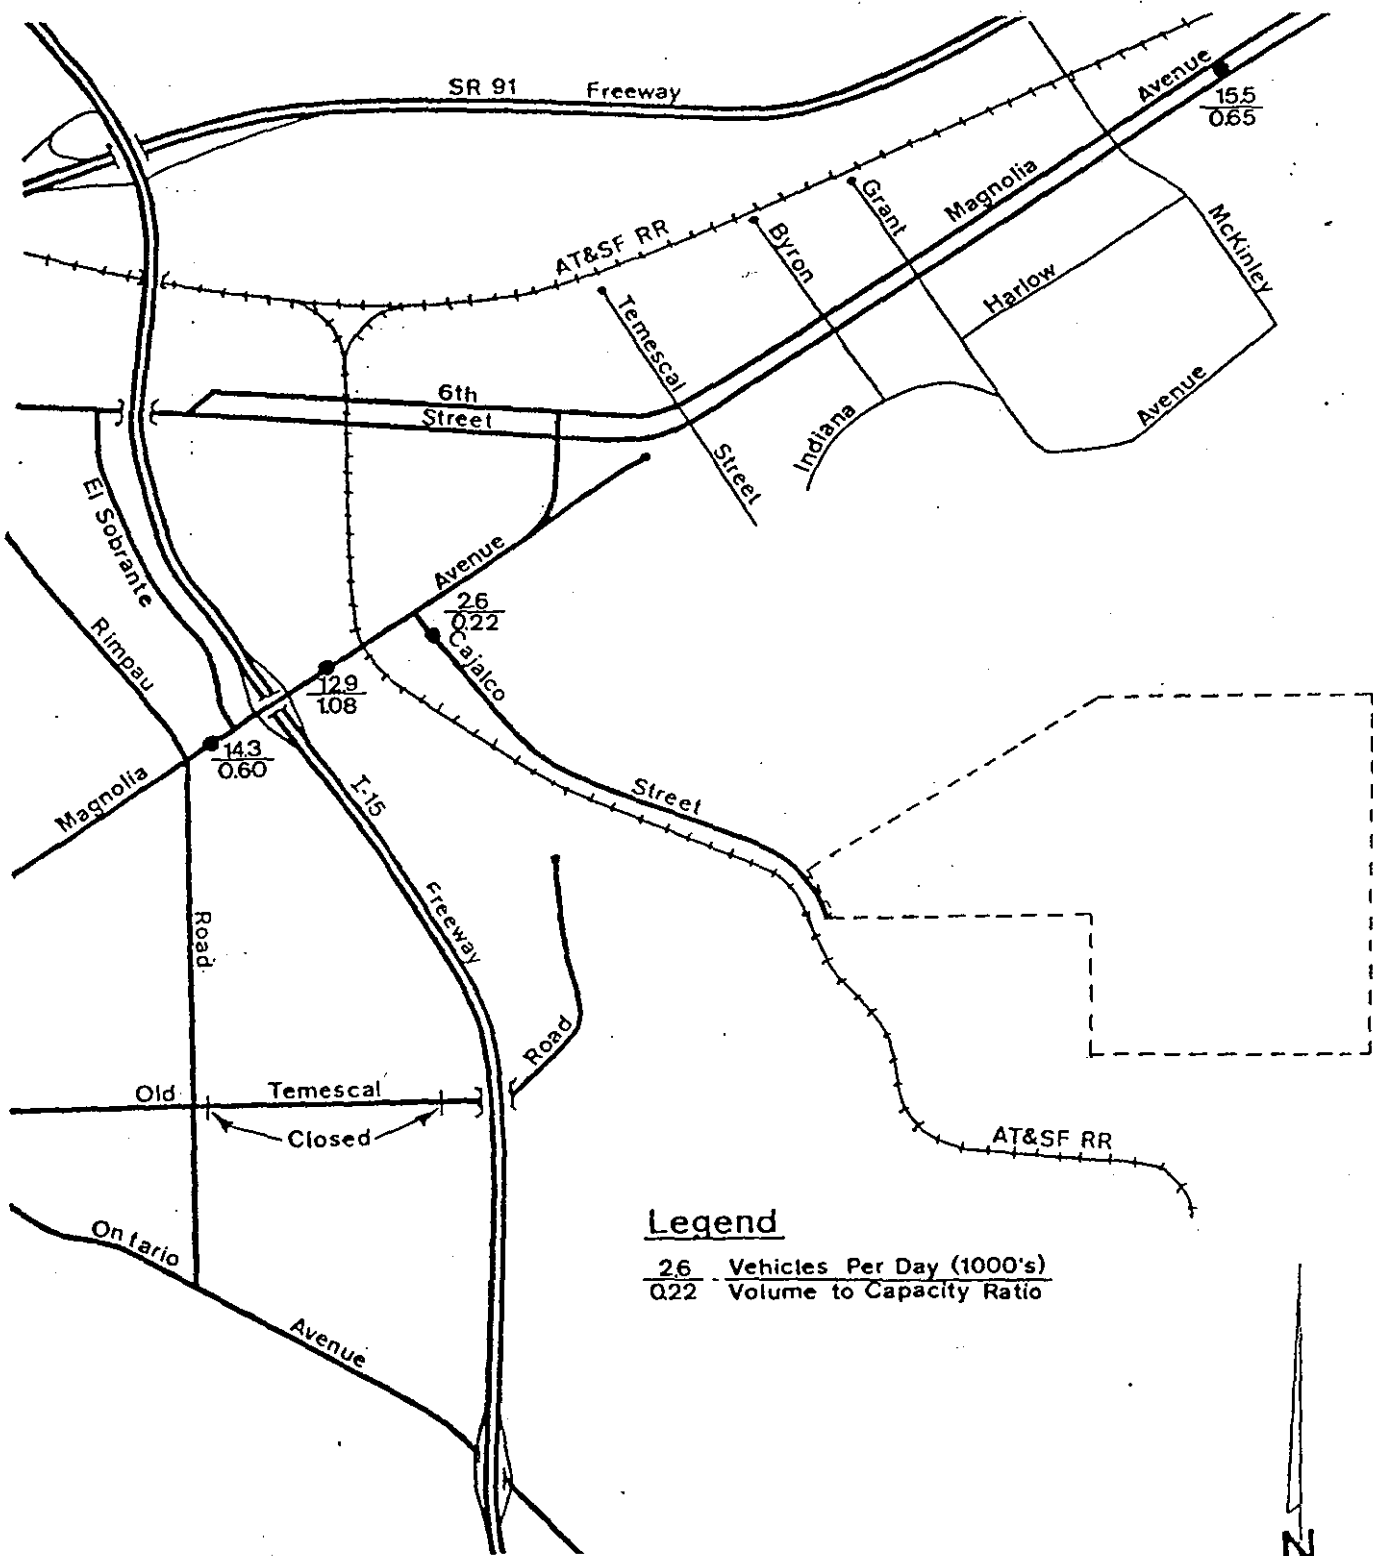 SR 91 Freeway
Avenue
15.5
0.65
Magnolia
Grant
McKinley
AT&SF RR
Byron
Harlow
Temescal
Street
6th
Street
Indiana
Avenue
El Sobrante
Avenue
2.6
0.22
Cajalco
Street
Rimpau
Road
12.9
1.08
14.3
0.60
Magnolia
I-15
Freeway
Road
Old Temescal
Closed
AT&SF RR
Ontario
Avenue
Legend
2.6 - Vehicles Per Day (1000's)
0.22 Volume to Capacity Ratio
N